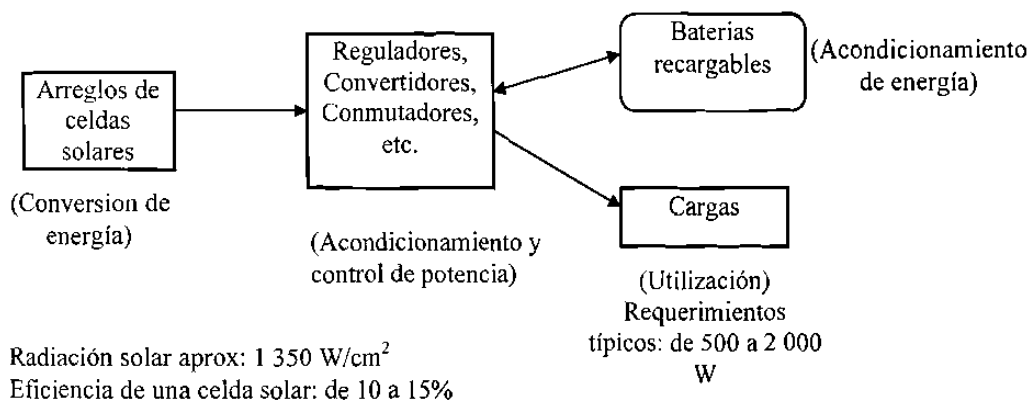 Arreglos de
celdas
solares
(Conversion de
energía)
Reguladores,
Convertidores,
Conmutadores,
etc.
(Acondicionamiento y
control de potencia)
Baterias
recargables
(Acondicionamiento
de energía)
Cargas
(Utilización)
Requerimientos
típicos: de 500 a 2 000
W
Radiación solar aprox: 1 350 W/cm²
Eficiencia de una celda solar: de 10 a 15%